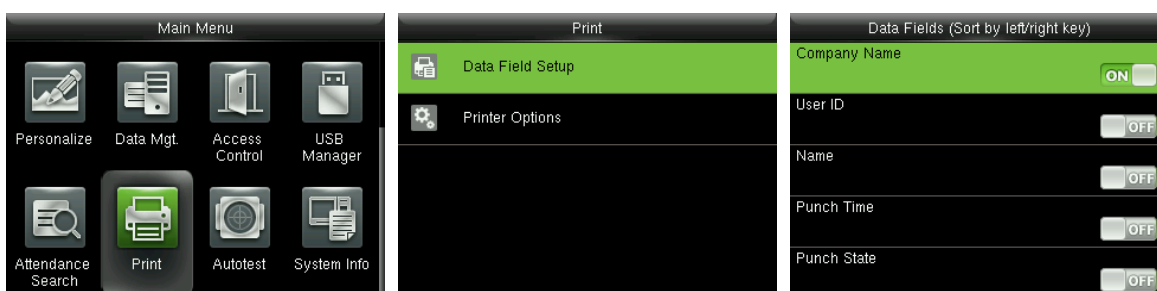 Main Menu
Personalize
Data Mgt.
Access
Control
USB
Manager
Attendance
Search
Print
Autotest
System Info
Print
Data Field Setup
Printer Options
Data Fields (Sort by left/right key)
Company Name
ON
User ID
OFF
Name
OFF
Punch Time
OFF
Punch State
OFF